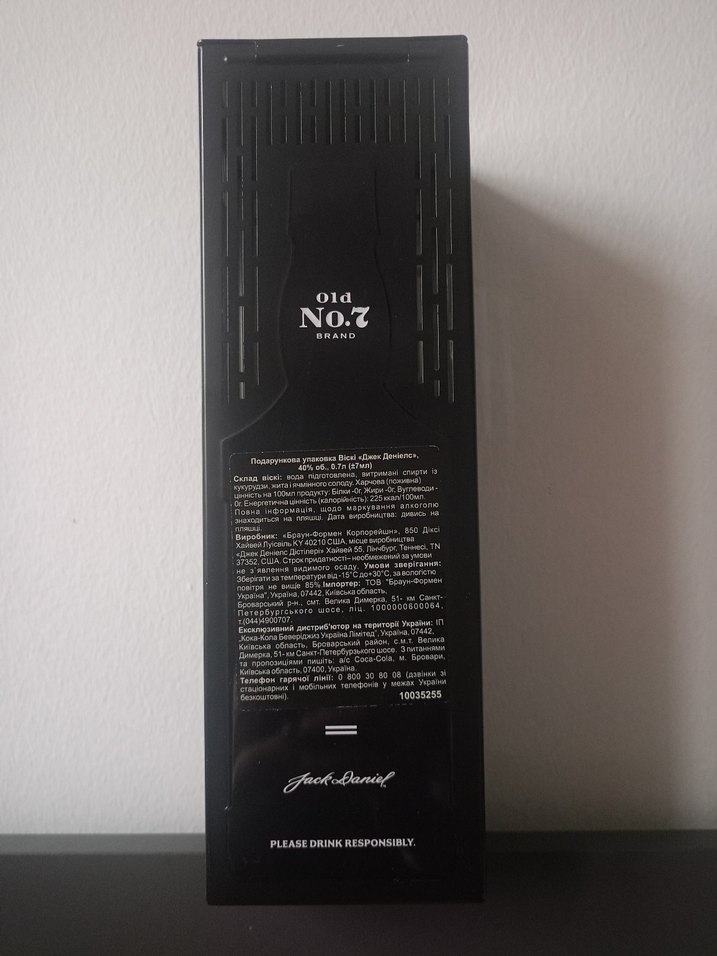 Old
No.7
BRAND
Подарункова упаковка Віскі «Джек Деніелс»,
40% об., 0.7л (±7мл)
Склад віскі: вода підготовлена, витримані спирти із
кукурудзи, жита і ячмінного солоду. Харчова (поживна)
цінність на 100мл продукту: Білки -0г, Жири -0г, Вуглеводи -
0г. Енергетична цінність (калорійність): 225 ккал/100мл.
Повна інформація, щодо маркування алкоголю
знаходиться на пляшці. Дата виробництва: дивись на
пляшці.
Виробник: «Браун-Формен Корпорейшн», 850 Діксі
Хайвей Луісвіль KY 40210 США, місце виробництва
«Джек Деніелс Дістілері» Хайвей 55, Лінчбург, Теннесі, TN
37352, США. Строк придатності– необмежений за умови
не з`явлення видимого осаду. Умови зберігання:
Зберігати за температури від -15°С до+30°С, за вологістю
повітря не вище 85% Імпортер: ТОВ "Браун-Формен
Україна", Україна, 07442, Київська область,
Броварський р-н., смт. Велика Димерка, 51- км Санкт-
Петербургського шосе, ліц. 1000000600064,
т.(044)4900707.
Ексклюзивний дистриб'ютор на території України: ІП
„Кока-Кола Беверіджиз Україна Лімітед", Україна, 07442,
Київська область, Броварський район, с.м.т. Велика
Димерка, 51- км Санкт-Петербурзького шосе. З питаннями
та пропозиціями пишіть: а/с Coca-Cola, м. Бровари,
Київська область, 07400, Україна.
Телефон гарячої лінії: 0 800 30 80 08 (дзвінки зі
стаціонарних і мобільних телефонів у межах України
безкоштовні). 10035255
Jack Daniel
PLEASE DRINK RESPONSIBLY.